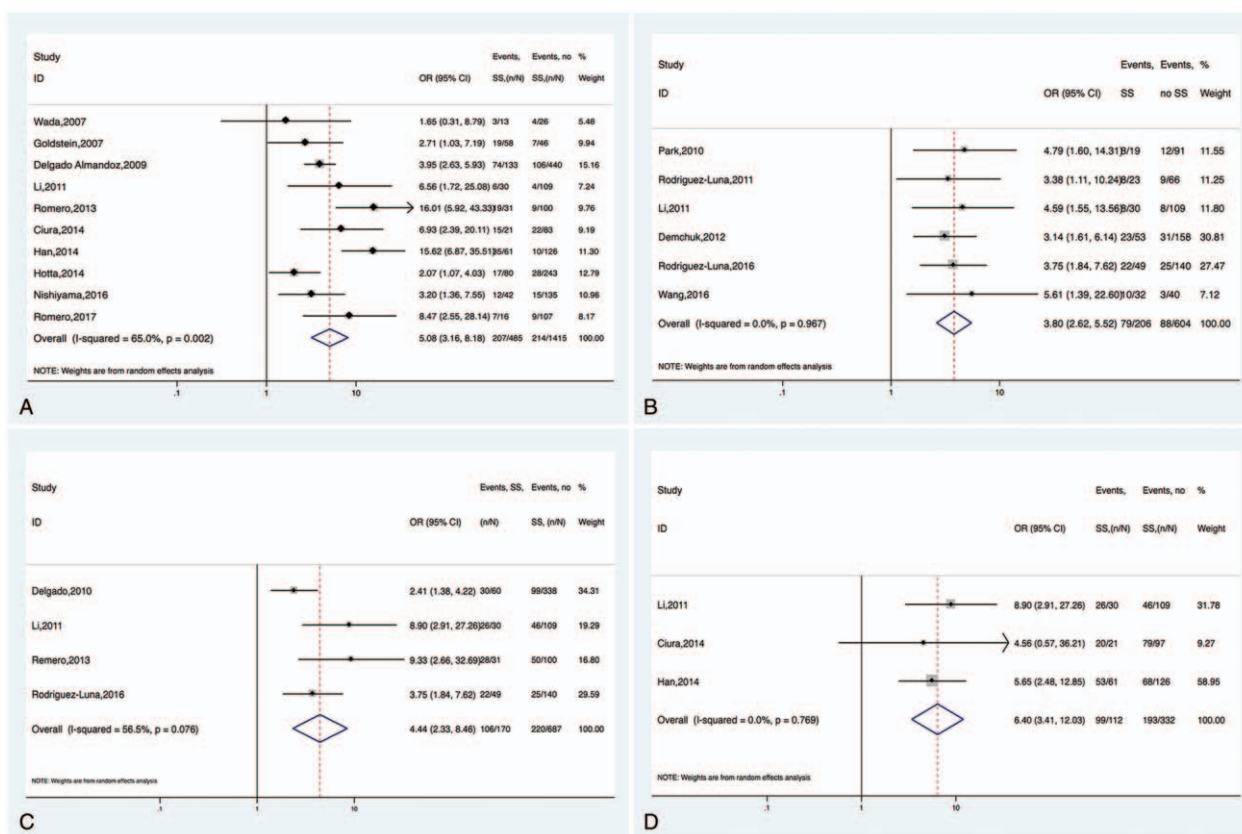 Study
Events, Events, no %
ID
OR (95% CI) SS,(n/N) SS,(n/N) Weight
Wada,2007 1.65 (0.31, 8.79) 3/13 4/26 5.48
Goldstein,2007 2.71 (1.03, 7.19) 19/58 7/46 9.94
Delgado Almandoz,2009 3.95 (2.63, 5.93) 74/133 106/440 15.16
Li,2011 6.56 (1.72, 25.08) 6/30 4/109 7.24
Romero,2013 16.01 (5.92, 43.33) 19/31 9/100 9.76
Ciura,2014 6.93 (2.39, 20.11) 15/21 22/83 9.19
Han,2014 15.62 (6.87, 35.51) 35/61 10/126 11.30
Hotta,2014 2.07 (1.07, 4.03) 17/80 28/243 12.79
Nishiyama,2016 3.20 (1.36, 7.55) 12/42 15/135 10.96
Romero,2017 8.47 (2.55, 28.14) 7/16 9/107 8.17
Overall (I-squared = 65.0%, p = 0.002) 5.08 (3.16, 8.18) 207/485 214/1415 100.00
NOTE: Weights are from random effects analysis
.1 1 10
A
Study
Events, Events, %
ID
OR (95% CI) SS no SS Weight
Park,2010 4.79 (1.60, 14.31) 8/19 12/91 11.55
Rodriguez-Luna,2011 3.38 (1.11, 10.24) 8/23 9/66 11.25
Li,2011 4.59 (1.55, 13.56) 8/30 8/109 11.80
Demchuk,2012 3.14 (1.61, 6.14) 23/53 31/158 30.81
Rodriguez-Luna,2016 3.75 (1.84, 7.62) 22/49 25/140 27.47
Wang,2016 5.61 (1.39, 22.60) 10/32 3/40 7.12
Overall (I-squared = 0.0%, p = 0.967) 3.80 (2.62, 5.52) 79/206 88/604 100.00
NOTE: Weights are from random effects analysis
.1 1 10
B
Study
Events, SS, Events, no %
ID
OR (95% CI) (n/N) SS, (n/N) Weight
Delgado,2010 2.41 (1.38, 4.22) 30/60 99/338 34.31
Li,2011 8.90 (2.91, 27.26) 26/30 46/109 19.29
Remero,2013 9.33 (2.66, 32.69) 28/31 50/100 16.80
Rodriguez-Luna,2016 3.75 (1.84, 7.62) 22/49 25/140 29.59
Overall (I-squared = 56.5%, p = 0.076) 4.44 (2.33, 8.46) 106/170 220/687 100.00
NOTE: Weights are from random effects analysis
.1 1 10
C
Study
Events, Events, no %
ID
OR (95% CI) SS,(n/N) SS,(n/N) Weight
Li,2011 8.90 (2.91, 27.26) 26/30 46/109 31.78
Ciura,2014 4.56 (0.57, 36.21) 20/21 79/97 9.27
Han,2014 5.65 (2.48, 12.85) 53/61 68/126 58.95
Overall (I-squared = 0.0%, p = 0.769) 6.40 (3.41, 12.03) 99/112 193/332 100.00
NOTE: Weights are from random effects analysis
.1 1 10
D